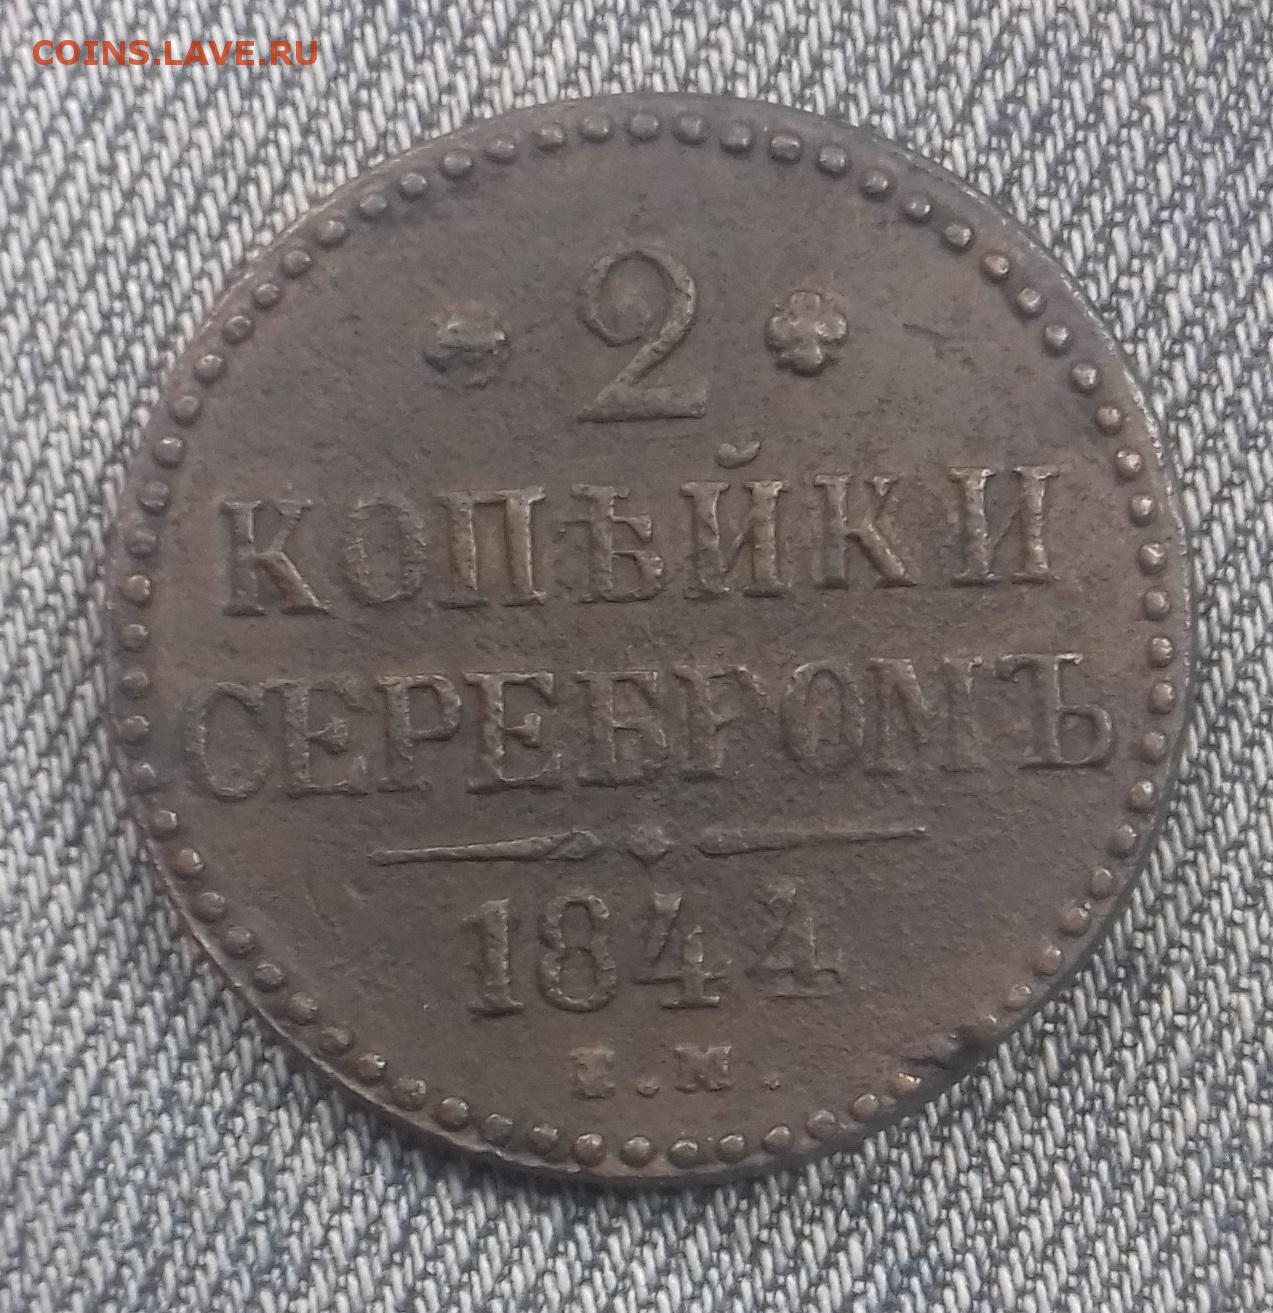 COINS.LAVE.RU
2
КОПѢЙКИ
СЕРЕБРОМЪ
1844
Е.М.